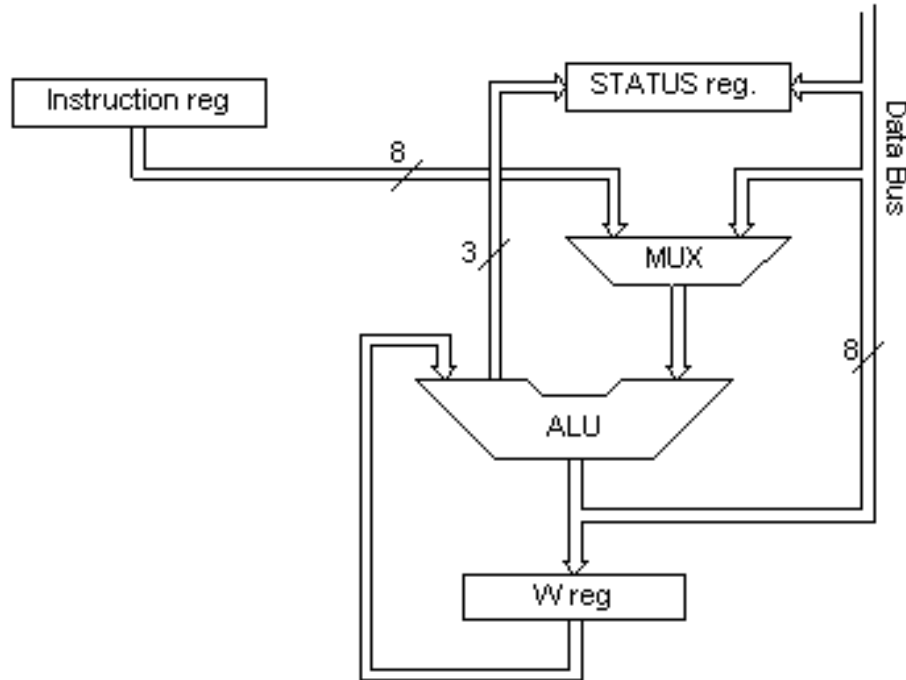 STATUS reg.
Instruction reg
Data Bus
8
3
MUX
8
ALU
W reg